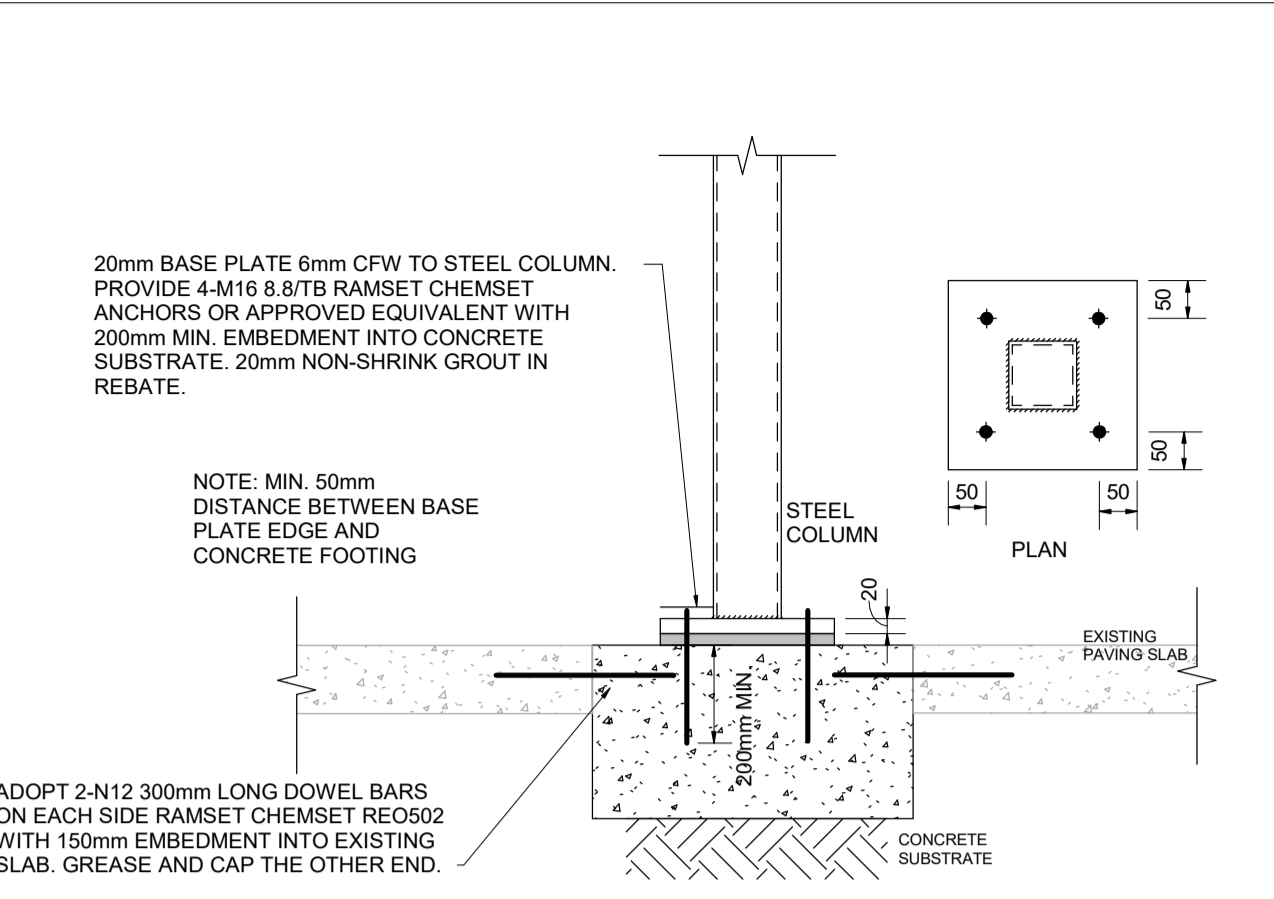 20mm BASE PLATE 6mm CFW TO STEEL COLUMN.
PROVIDE 4-M16 8.8/TB RAMSET CHEMSET
ANCHORS OR APPROVED EQUIVALENT WITH
200mm MIN. EMBEDMENT INTO CONCRETE
SUBSTRATE. 20mm NON-SHRINK GROUT IN
REBATE.
NOTE: MIN. 50mm
DISTANCE BETWEEN BASE
PLATE EDGE AND
CONCRETE FOOTING
STEEL
COLUMN
50
50
50
50
PLAN
20
EXISTING
PAVING SLAB
200mm MIN.
ADOPT 2-N12 300mm LONG DOWEL BARS
ON EACH SIDE RAMSET CHEMSET REO502
WITH 150mm EMBEDMENT INTO EXISTING
SLAB. GREASE AND CAP THE OTHER END.
CONCRETE
SUBSTRATE